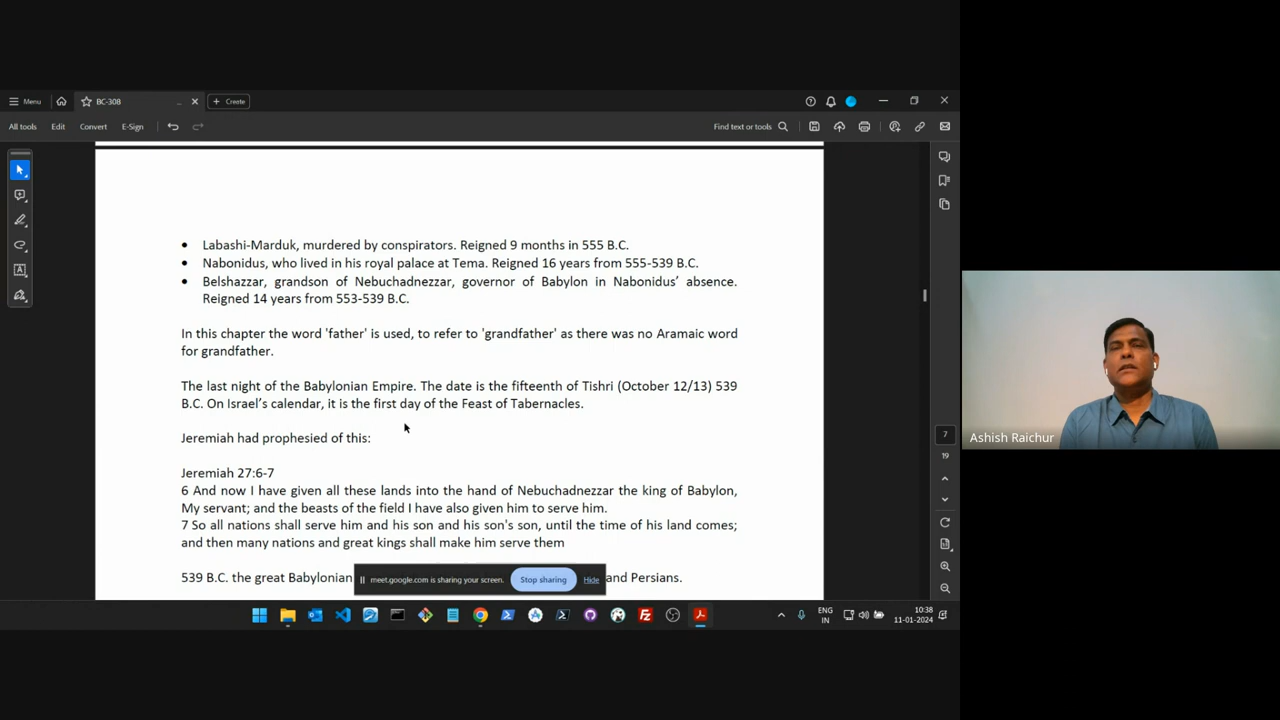 Menu
BC-308
...
Create
All tools
Edit
Convert
E-Sign
Find text or tools
• Labashi-Marduk, murdered by conspirators. Reigned 9 months in 555 B.C.
• Nabonidus, who lived in his royal palace at Tema. Reigned 16 years from 555-539 B.C.
• Belshazzar, grandson of Nebuchadnezzar, governor of Babylon in Nabonidus’ absence.
Reigned 14 years from 553-539 B.C.
In this chapter the word 'father' is used, to refer to 'grandfather' as there was no Aramaic word
for grandfather.
The last night of the Babylonian Empire. The date is the fifteenth of Tishri (October 12/13) 539
B.C. On Israel’s calendar, it is the first day of the Feast of Tabernacles.
Jeremiah had prophesied of this:
Jeremiah 27:6-7
6 And now I have given all these lands into the hand of Nebuchadnezzar the king of Babylon,
My servant; and the beasts of the field I have also given him to serve him.
7 So all nations shall serve him and his son and his son's son, until the time of his land comes;
and then many nations and great kings shall make him serve them
539 B.C. the great Babylonian and Persians.
meet.google.com is sharing your screen.
Stop sharing
Hide
7
19
Ashish Raichur
ENG
IN
10:38
11-01-2024